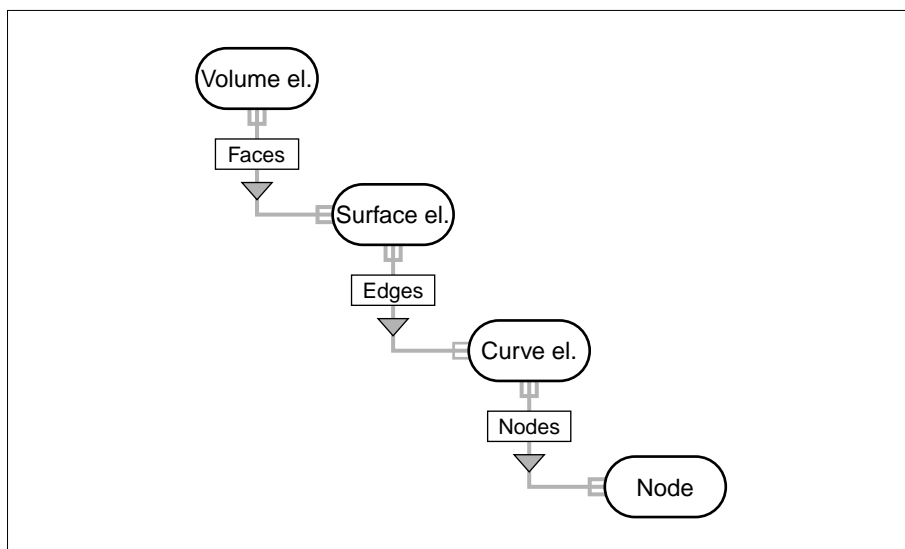 Volume el.
Faces
Surface el.
Edges
Curve el.
Nodes
Node